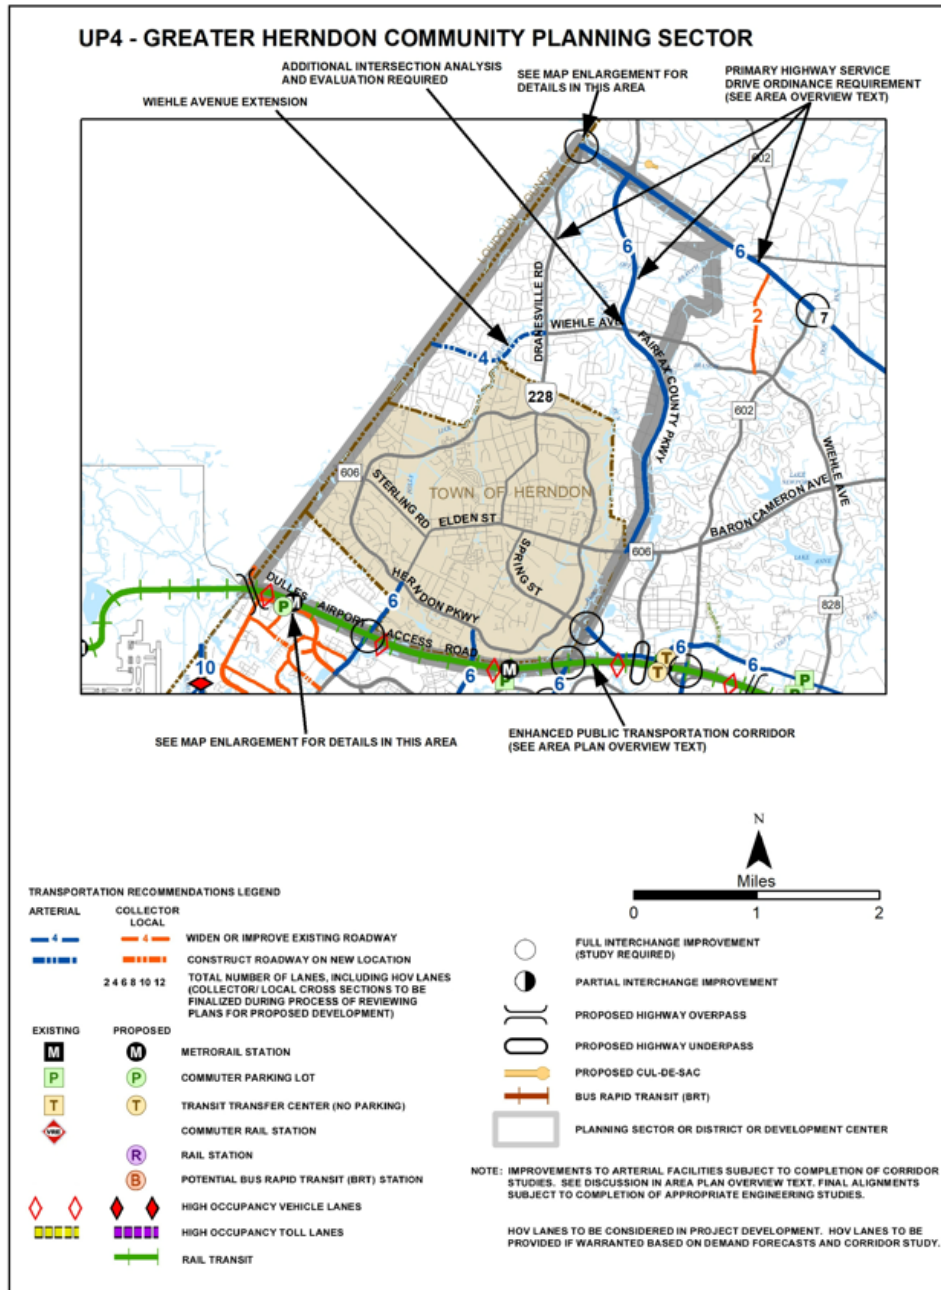 UP4 - GREATER HERNDON COMMUNITY PLANNING SECTOR
ADDITIONAL INTERSECTION ANALYSIS
AND EVALUATION REQUIRED
SEE MAP ENLARGEMENT FOR
DETAILS IN THIS AREA
PRIMARY HIGHWAY SERVICE
DRIVE ORDINANCE REQUIREMENT
(SEE AREA OVERVIEW TEXT)
WIEHLE AVENUE EXTENSION
602
LOUDOUN COUNTY
6
6
DRANESVILLE RD
2
7
WIEHLE AVE
4
FAIRFAX COUNTY PKWY
228
602
WIEHLE AVE
606
STERLING RD
TOWN OF HERNDON
ELDEN ST
BARON CAMERON AVE
606
SPRING ST
HERNDON PKWY
6
DULLES AIRPORT ACCESS ROAD
828
P
M
10
6
M
P
6
T
T
6
6
P
P
SEE MAP ENLARGEMENT FOR DETAILS IN THIS AREA
ENHANCED PUBLIC TRANSPORTATION CORRIDOR
(SEE AREA PLAN OVERVIEW TEXT)
N
Miles
0 1 2
TRANSPORTATION RECOMMENDATIONS LEGEND
ARTERIAL COLLECTOR
LOCAL
4 4 WIDEN OR IMPROVE EXISTING ROADWAY
CONSTRUCT ROADWAY ON NEW LOCATION
2 4 6 8 10 12 TOTAL NUMBER OF LANES, INCLUDING HOV LANES
(COLLECTOR/ LOCAL CROSS SECTIONS TO BE
FINALIZED DURING PROCESS OF REVIEWING
PLANS FOR PROPOSED DEVELOPMENT)
EXISTING PROPOSED
M M METRORAIL STATION
P P COMMUTER PARKING LOT
T T TRANSIT TRANSFER CENTER (NO PARKING)
VRE COMMUTER RAIL STATION
R RAIL STATION
B POTENTIAL BUS RAPID TRANSIT (BRT) STATION
HIGH OCCUPANCY VEHICLE LANES
HIGH OCCUPANCY TOLL LANES
RAIL TRANSIT
FULL INTERCHANGE IMPROVEMENT
(STUDY REQUIRED)
PARTIAL INTERCHANGE IMPROVEMENT
PROPOSED HIGHWAY OVERPASS
PROPOSED HIGHWAY UNDERPASS
PROPOSED CUL-DE-SAC
BUS RAPID TRANSIT (BRT)
PLANNING SECTOR OR DISTRICT OR DEVELOPMENT CENTER
NOTE: IMPROVEMENTS TO ARTERIAL FACILITIES SUBJECT TO COMPLETION OF CORRIDOR
STUDIES. SEE DISCUSSION IN AREA PLAN OVERVIEW TEXT. FINAL ALIGNMENTS
SUBJECT TO COMPLETION OF APPROPRIATE ENGINEERING STUDIES.
HOV LANES TO BE CONSIDERED IN PROJECT DEVELOPMENT. HOV LANES TO BE
PROVIDED IF WARRANTED BASED ON DEMAND FORECASTS AND CORRIDOR STUDY.